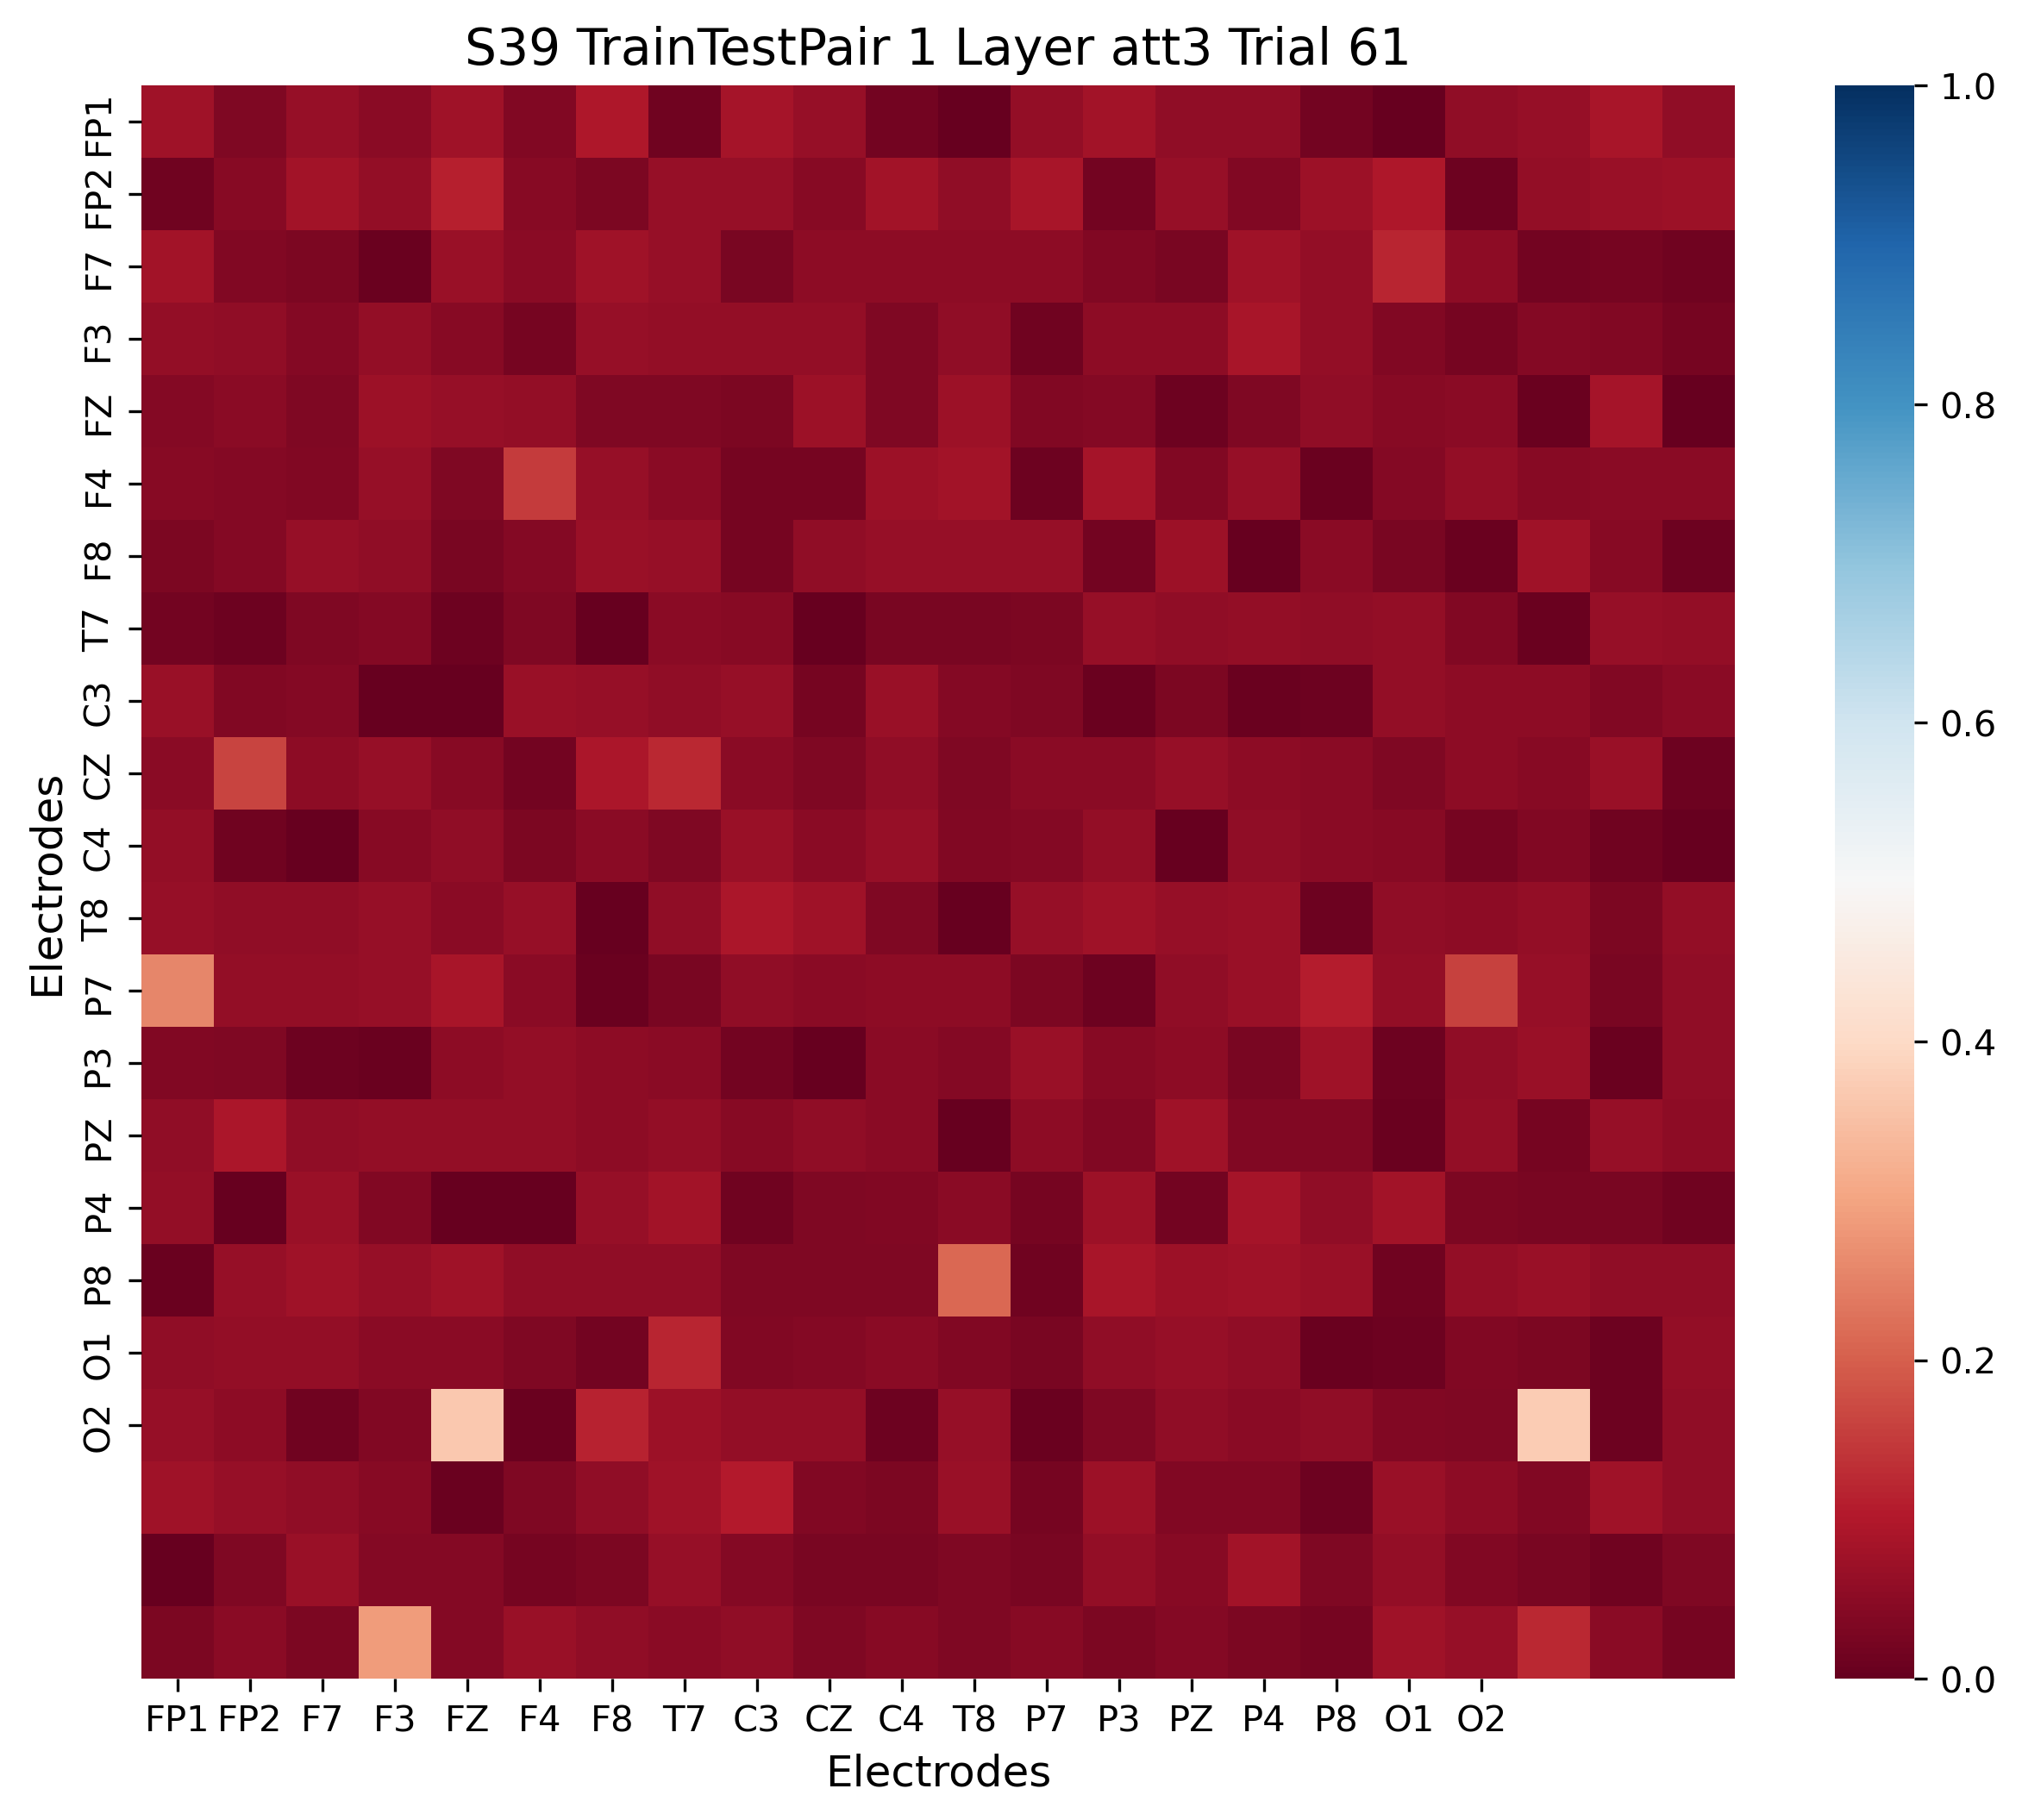 S39 TrainTestPair 1 Layer att3 Trial 61
Electrodes
FP1
FP2
F7
F3
FZ
F4
F8
T7
C3
CZ
C4
T8
P7
P3
PZ
P4
P8
O1
O2
FP1 FP2 F7 F3 FZ F4 F8 T7 C3 CZ C4 T8 P7 P3 PZ P4 P8 O1 O2
Electrodes
1.0
0.8
0.6
0.4
0.2
0.0